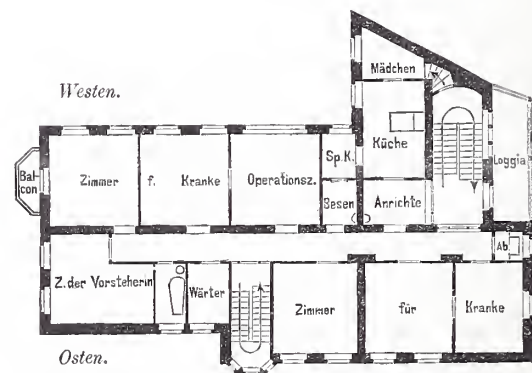 Westen.
Mädchen
Küche
Sp.K.
Loggia
Bal-
con
Zimmer f. Kranke
Operationsz.
Besen
Anrichte
Ab.
Z. der Vorsteherin
Wärter
Zimmer für Kranke
Osten.